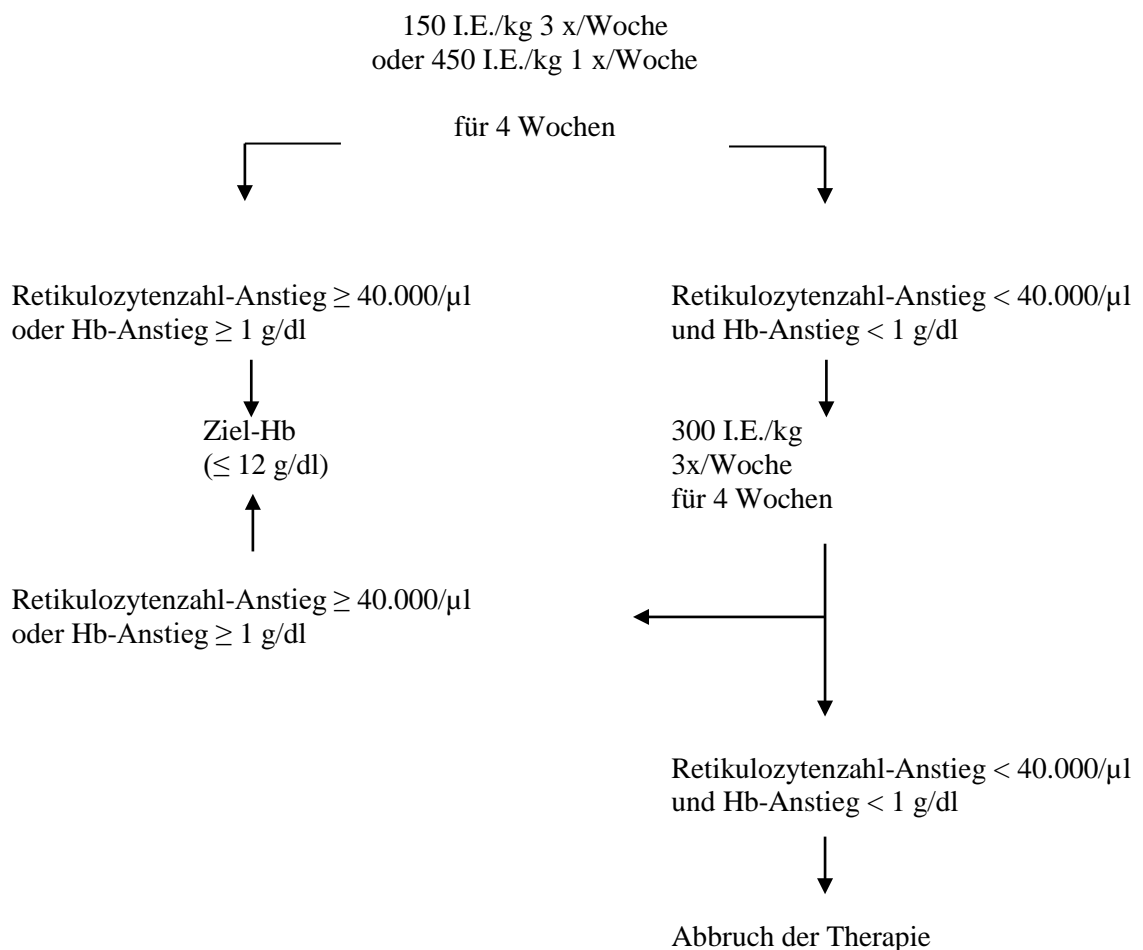 150 I.E./kg 3 x/Woche
oder 450 I.E./kg 1 x/Woche
für 4 Wochen
Retikulozytenzahl-Anstieg ≥ 40.000/µl
oder Hb-Anstieg ≥ 1 g/dl
Retikulozytenzahl-Anstieg < 40.000/µl
und Hb-Anstieg < 1 g/dl
Ziel-Hb
(≤ 12 g/dl)
300 I.E./kg
3x/Woche
für 4 Wochen
Retikulozytenzahl-Anstieg ≥ 40.000/µl
oder Hb-Anstieg ≥ 1 g/dl
Retikulozytenzahl-Anstieg < 40.000/µl
und Hb-Anstieg < 1 g/dl
Abbruch der Therapie